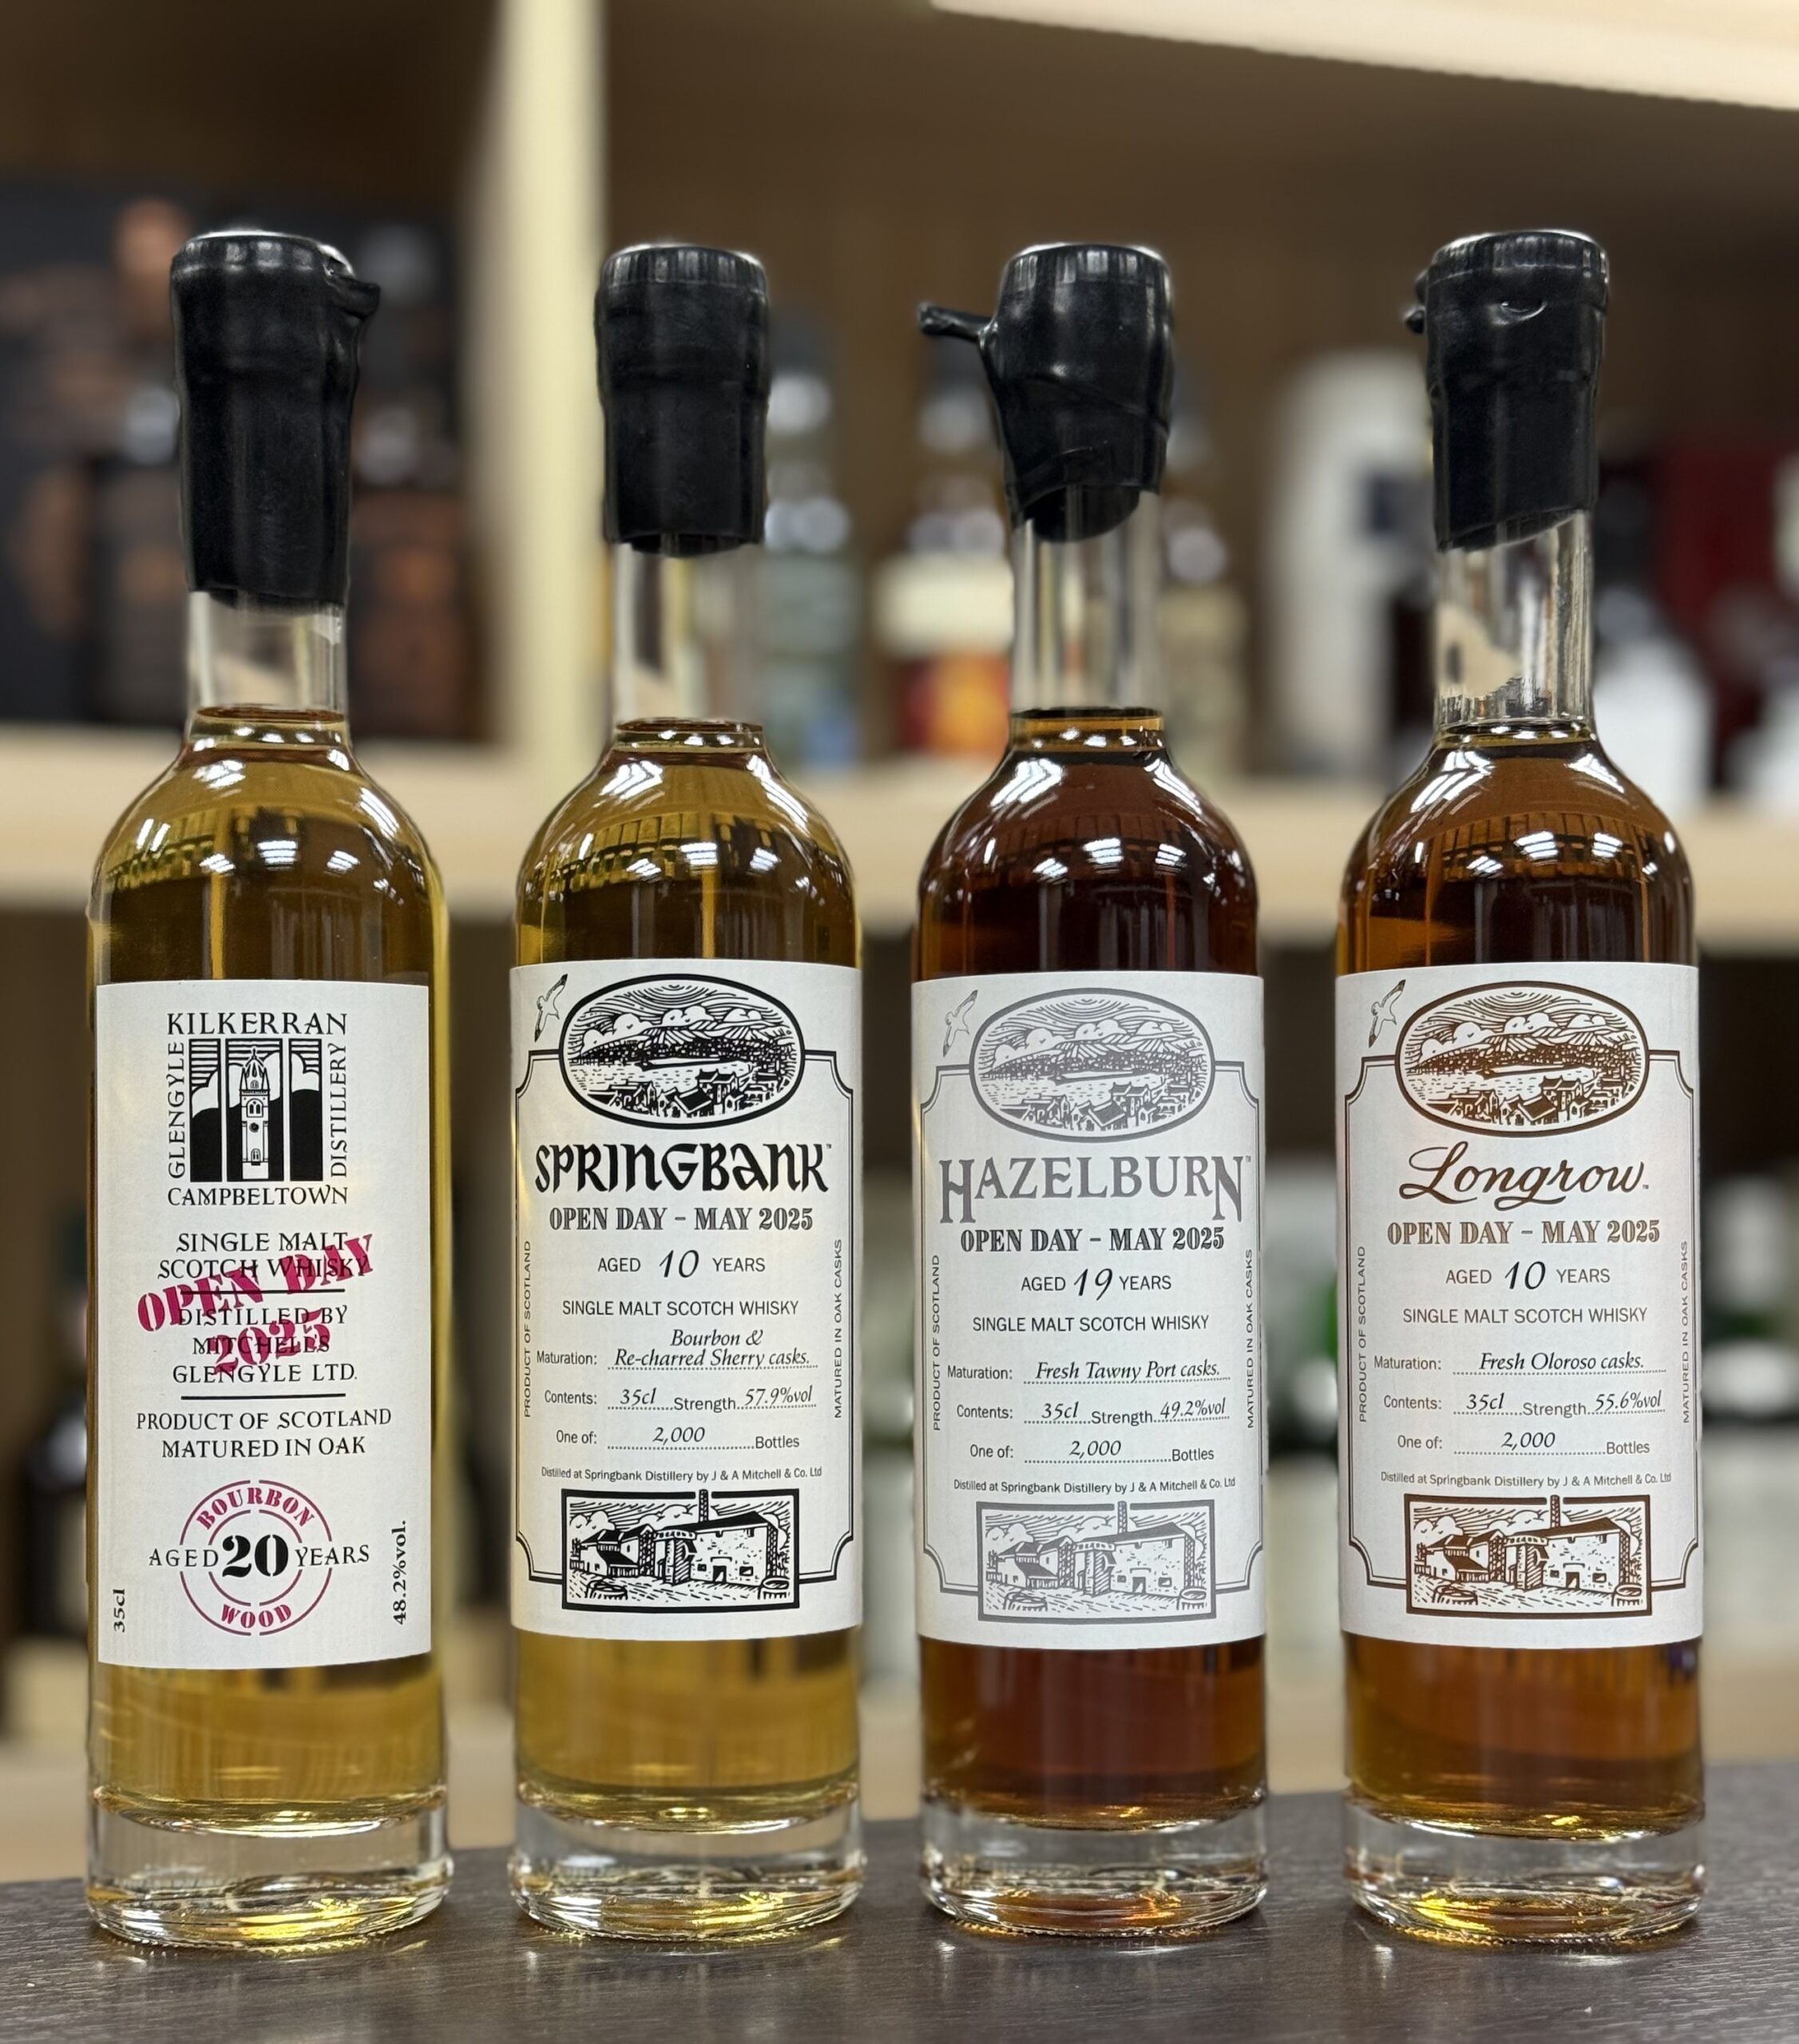 KILKERRAN
GLENGYLE
DISTILLERY
CAMPBELTOWN
SINGLE MALT
SCOTCH WHISKY
OPEN DAY
2025
DISTILLED BY
MITCHELL'S
GLENGYLE LTD.
PRODUCT OF SCOTLAND
MATURED IN OAK
BOURBON
AGED 20 YEARS
WOOD
35cl
48.2%vol.
SPRINGBANK™
OPEN DAY - MAY 2025
AGED 10 YEARS
SINGLE MALT SCOTCH WHISKY
Bourbon &
Maturation: Re-charred Sherry casks.
Contents: 35cl Strength 57.9%vol
One of: 2,000 Bottles
Distilled at Springbank Distillery by J & A Mitchell & Co. Ltd
PRODUCT OF SCOTLAND
MATURED IN OAK CASKS
HAZELBURN™
OPEN DAY - MAY 2025
AGED 19 YEARS
SINGLE MALT SCOTCH WHISKY
Maturation: Fresh Tawny Port casks.
Contents: 35cl Strength 49.2%vol
One of: 2,000 Bottles
Distilled at Springbank Distillery by J & A Mitchell & Co. Ltd
PRODUCT OF SCOTLAND
MATURED IN OAK CASKS
Longrow™
OPEN DAY - MAY 2025
AGED 10 YEARS
SINGLE MALT SCOTCH WHISKY
Maturation: Fresh Oloroso casks.
Contents: 35cl Strength 55.6%vol
One of: 2,000 Bottles
Distilled at Springbank Distillery by J & A Mitchell & Co. Ltd
PRODUCT OF SCOTLAND
MATURED IN OAK CASKS